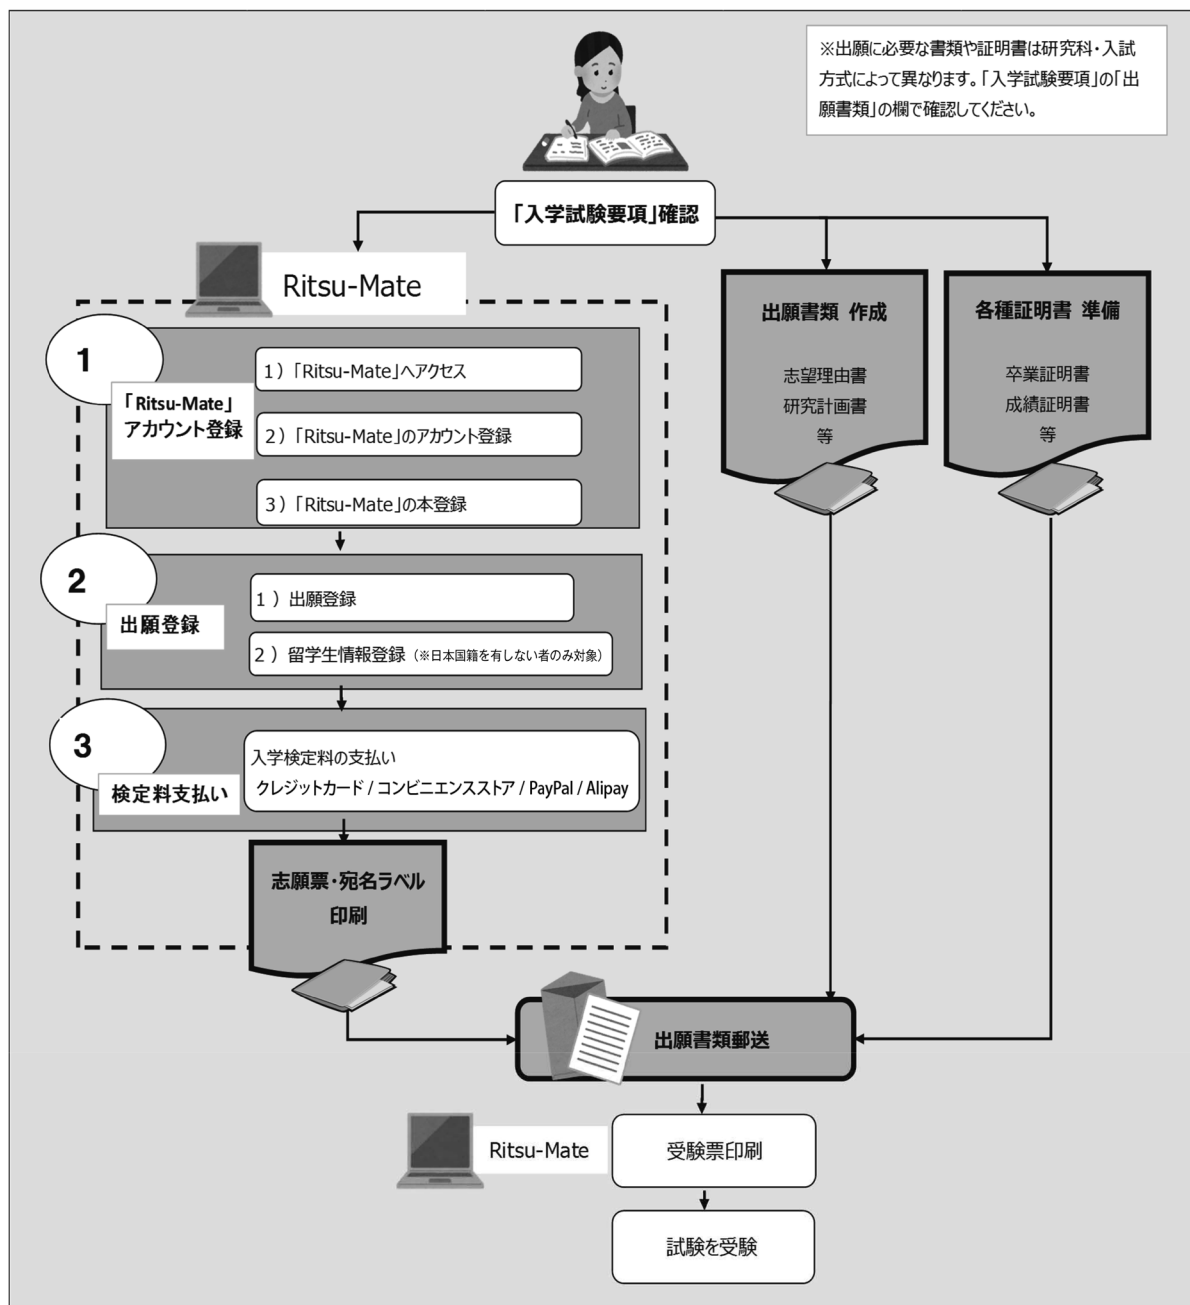 ※出願に必要な書類や証明書は研究科・入試
方式によって異なります。「入学試験要項」の「出
願書類」の欄で確認してください。
「入学試験要項」確認
Ritsu-Mate
1
「Ritsu-Mate」
アカウント登録
1）「Ritsu-Mate」へアクセス
2）「Ritsu-Mate」のアカウント登録
3）「Ritsu-Mate」の本登録
2
出願登録
1 ）出願登録
2 ）留学生情報登録（※日本国籍を有しない者のみ対象）
3
検定料支払い
入学検定料の支払い
クレジットカード / コンビニエンスストア / PayPal / Alipay
志願票・宛名ラベル
印刷
出願書類 作成
志望理由書
研究計画書
等
各種証明書 準備
卒業証明書
成績証明書
等
出願書類郵送
Ritsu-Mate
受験票印刷
試験を受験